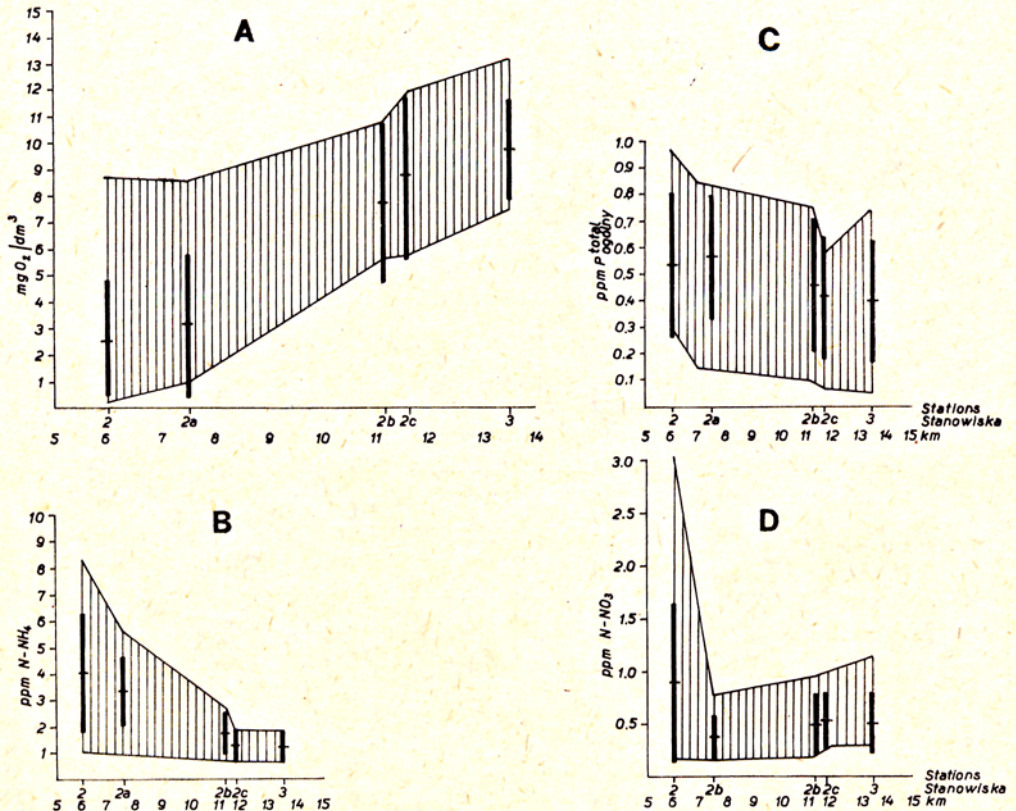 A
15
14
13
12
11
10
9
8
7
6
5
4
3
2
1
mg O₂/dm³
2 2a 2b 2c 3
5 6 7 8 9 10 11 12 13 14
C
1.0
0.9
0.8
0.7
0.6
0.5
0.4
0.3
0.2
0.1
ppm P total
ogólny
2 2a 2b 2c 3 Stations
Stanowiska
5 6 7 8 9 10 11 12 13 14 15 km
B
10
9
8
7
6
5
4
3
2
1
ppm N-NH₄
2 2a 2b 2c 3
5 6 7 8 9 10 11 12 13 14 15
D
3.0
2.5
2.0
1.5
1.0
0.5
ppm N-NO₃
2 2b 2b 2c 3 Stations
Stanowiska
5 6 7 8 9 10 11 12 13 14 15 km